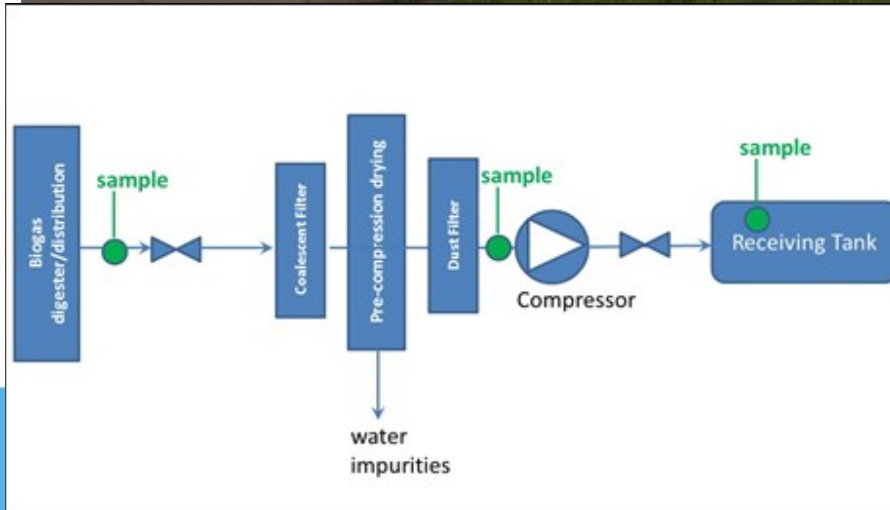 Biogas
digester/distribution
sample
Coalescent Filter
Pre-compression drying
water
impurities
Dust Filter
sample
Compressor
sample
Receiving Tank